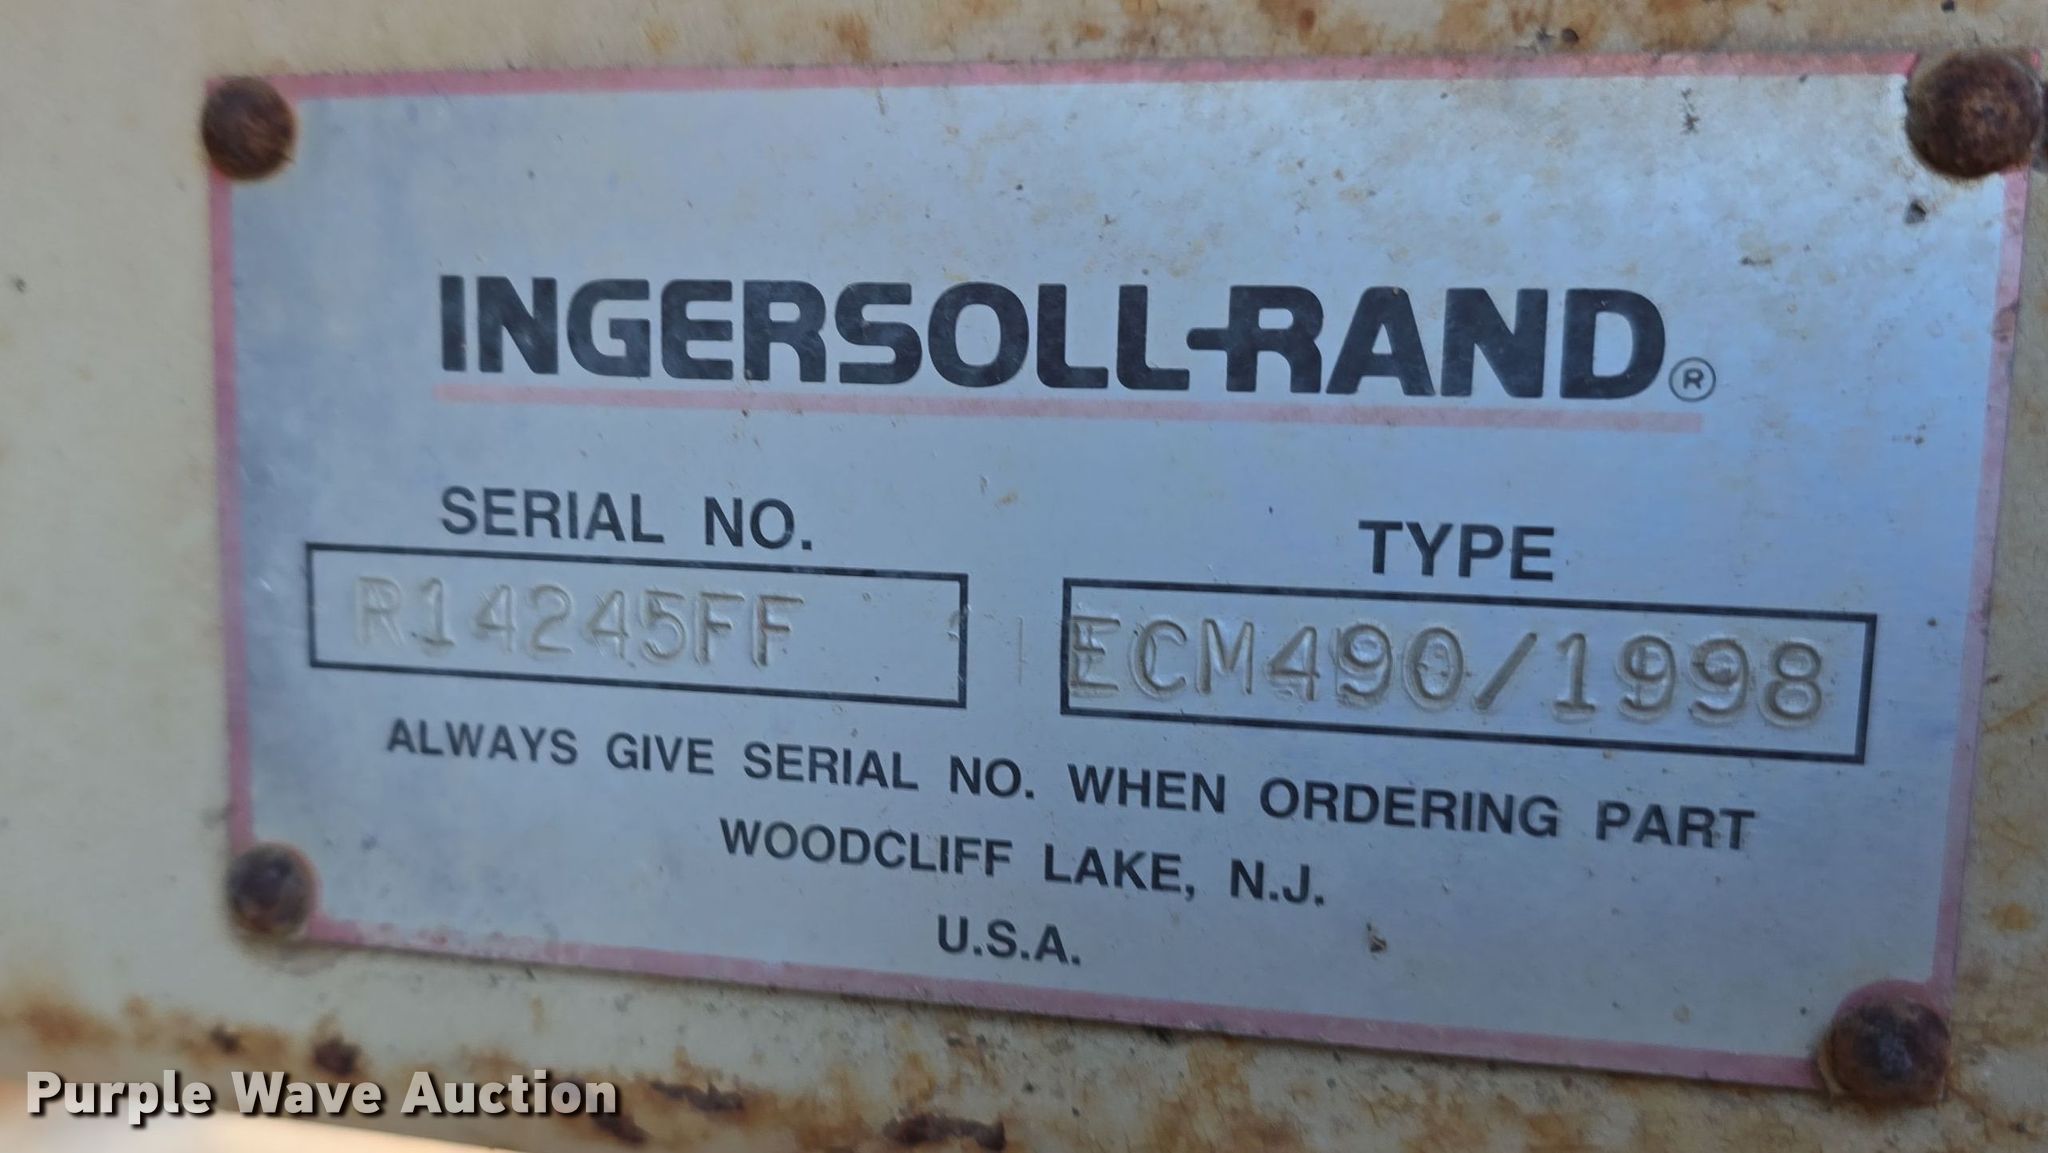 INGERSOLL-RAND®
SERIAL NO. TYPE
R14245FF ECM490/1998
ALWAYS GIVE SERIAL NO. WHEN ORDERING PART
WOODCLIFF LAKE, N.J.
U.S.A.
Purple Wave Auction